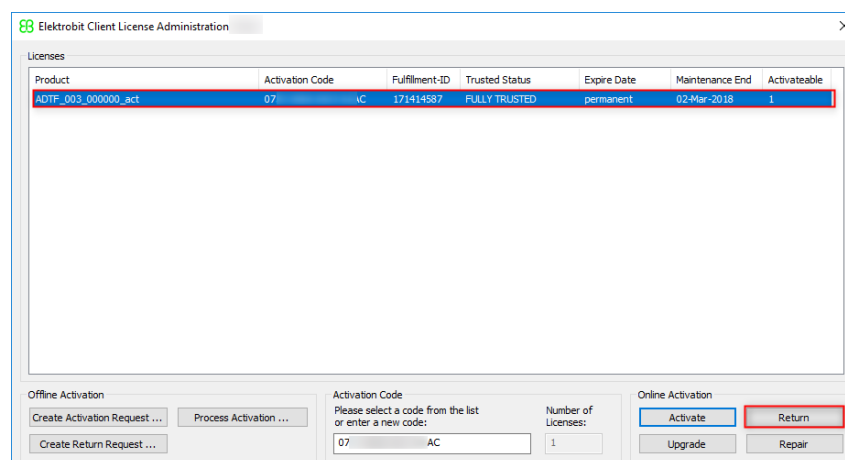 Elektrobit Client License Administration
Licenses
Product Activation Code Fulfillment-ID Trusted Status Expire Date Maintenance End Activateable
ADTF_003_000000_act 07 AC 171414587 FULLY TRUSTED permanent 02-Mar-2018 1
Offline Activation
Create Activation Request ... Process Activation ...
Create Return Request ...
Activation Code
Please select a code from the list
or enter a new code:
07 AC
Number of
Licenses:
1
Online Activation
Activate Return
Upgrade Repair